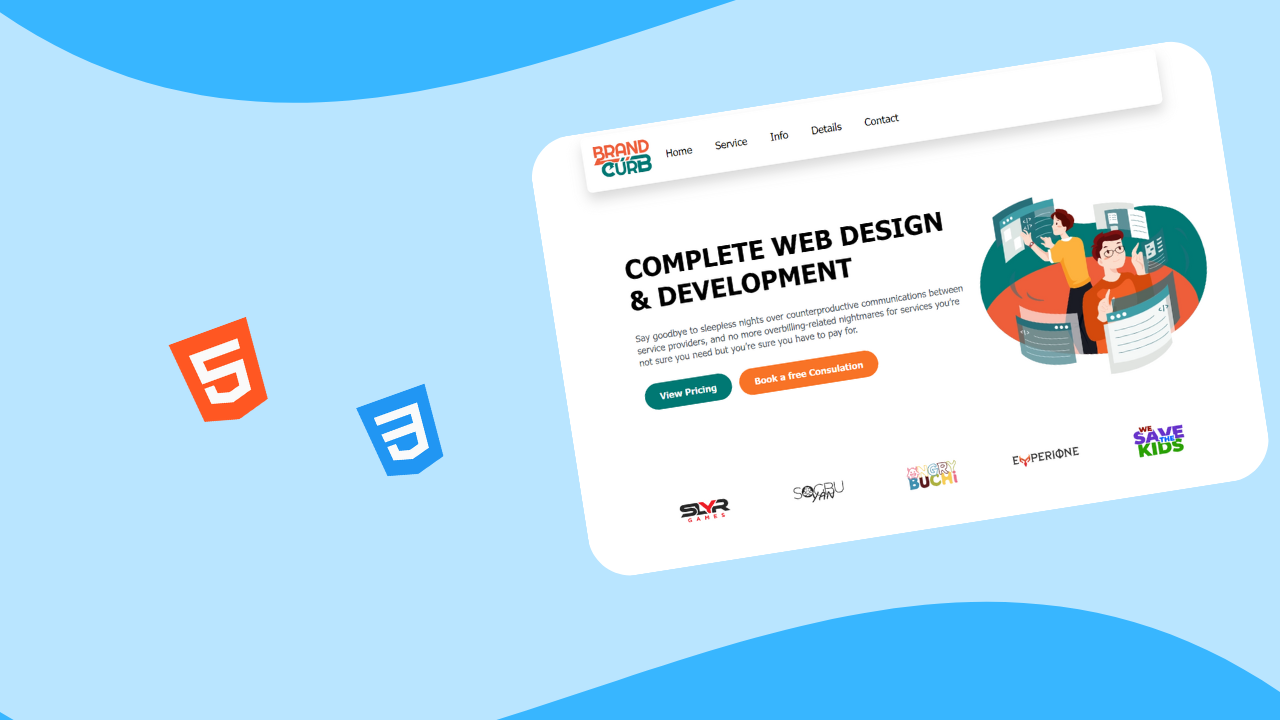 BRAND
CURB
Home Service Info Details Contact
COMPLETE WEB DESIGN
& DEVELOPMENT
Say goodbye to sleepless nights over counterproductive communications between
service providers, and no more overbilling-related nightmares for services you're
not sure you need but you're sure you have to pay for.
View Pricing Book a free Consulation
SLYR
GAMES
SOCBU
YAN
ANGRY
BUCHi
EMPERIONE
WE
SAVE
THE
KIDS
5
3